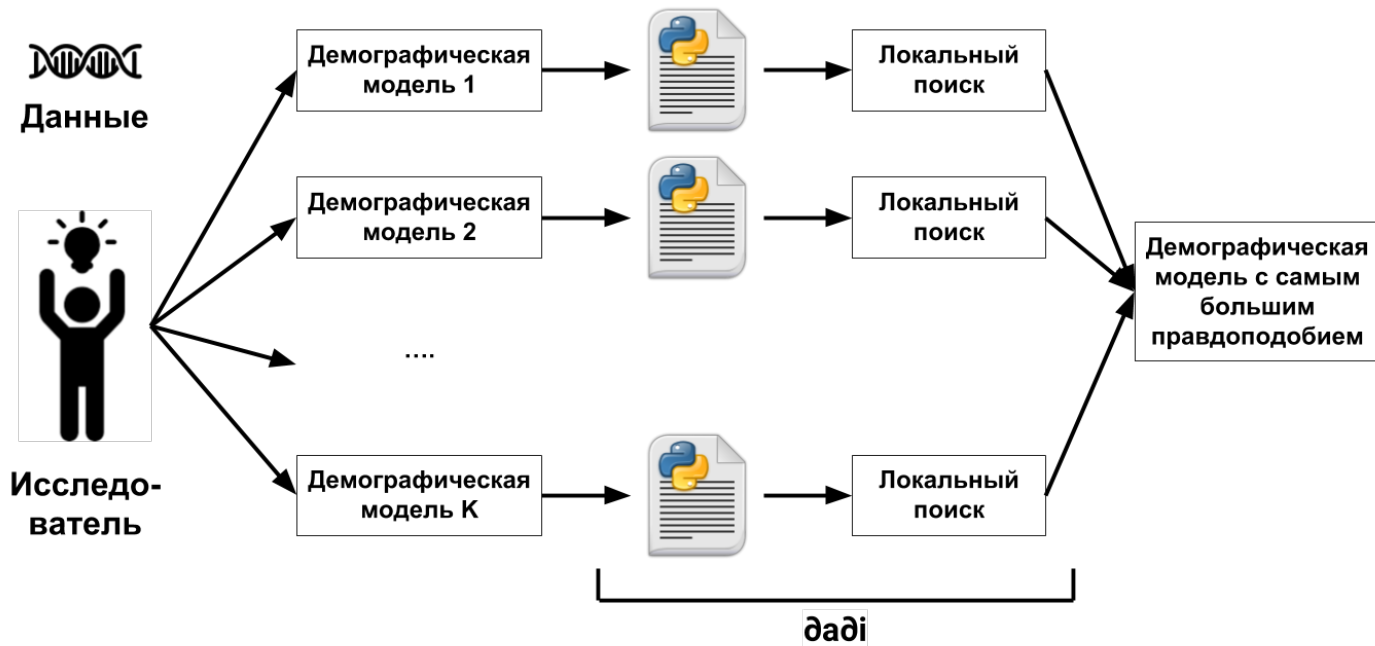 Данные
Исследо-
ватель
Демографическая
модель 1
Локальный
поиск
Демографическая
модель 2
Локальный
поиск
....
Демографическая
модель K
Локальный
поиск
Демографическая
модель с самым
большим
правдоподобием
∂a∂i